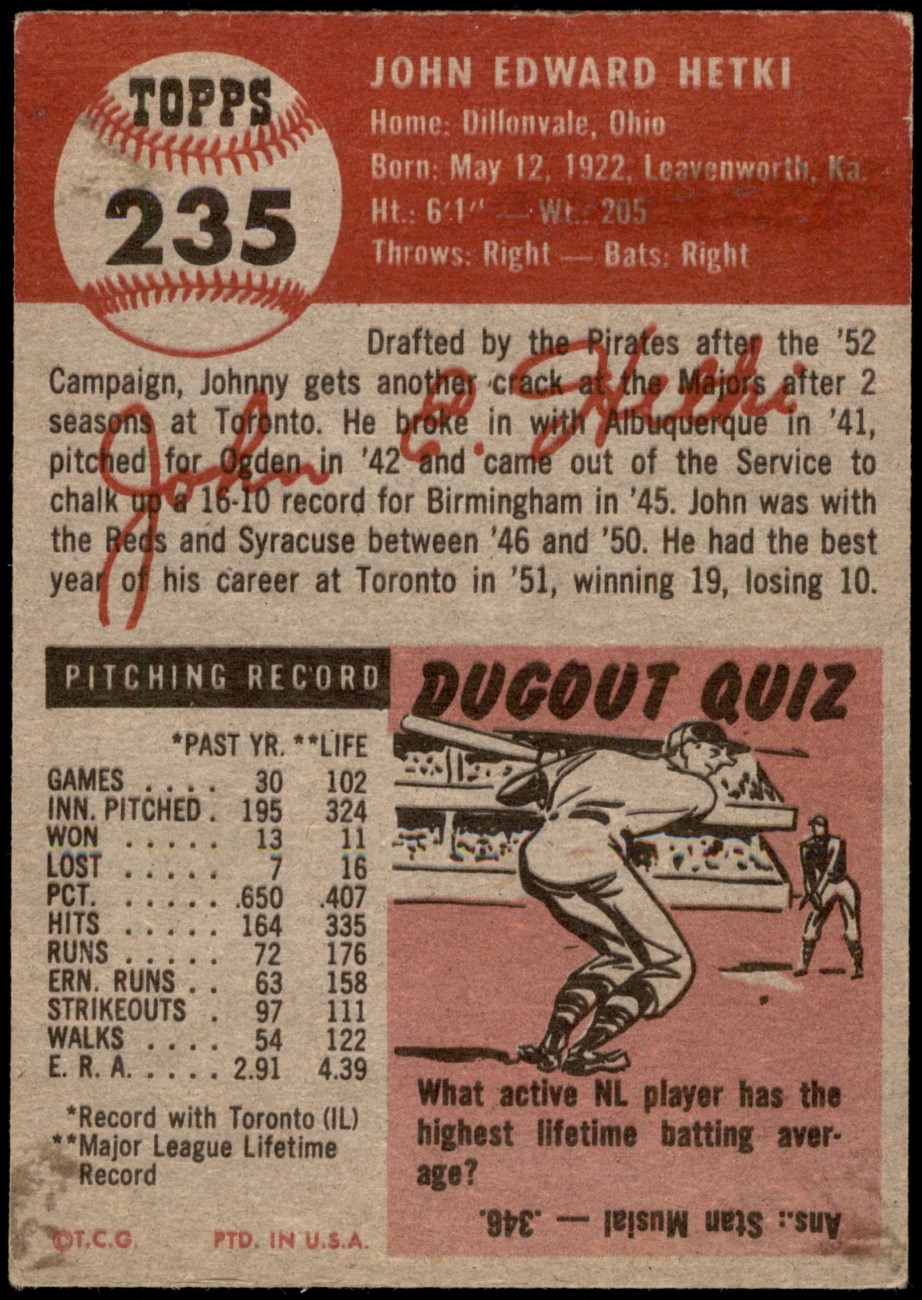 TOPPS
235
JOHN EDWARD HETKI
Home: Dillonvale, Ohio
Born: May 12, 1922, Leavenworth, Ka.
Ht.: 6'1" — Wt.: 205
Throws: Right — Bats: Right
Drafted by the Pirates after the '52
Campaign, Johnny gets another crack at the Majors after 2
seasons at Toronto. He broke in with Albuquerque in '41,
pitched for Ogden in '42 and came out of the Service to
chalk up a 16-10 record for Birmingham in '45. John was with
the Reds and Syracuse between '46 and '50. He had the best
year of his career at Toronto in '51, winning 19, losing 10.
John E. Hetki
PITCHING RECORD
*PAST YR. **LIFE
GAMES . . . . 30 102
INN. PITCHED . 195 324
WON . . . . . 13 11
LOST . . . . . 7 16
PCT. . . . . . .650 .407
HITS . . . . . 164 335
RUNS . . . . . 72 176
ERN. RUNS . . 63 158
STRIKEOUTS . 97 111
WALKS . . . . 54 122
E. R. A. . . . . 2.91 4.39
*Record with Toronto (IL)
**Major League Lifetime
Record
©T.C.G. PTD. IN U.S.A.
DUGOUT QUIZ
What active NL player has the
highest lifetime batting aver-
age?
Ans.: Stan Musial — .346.